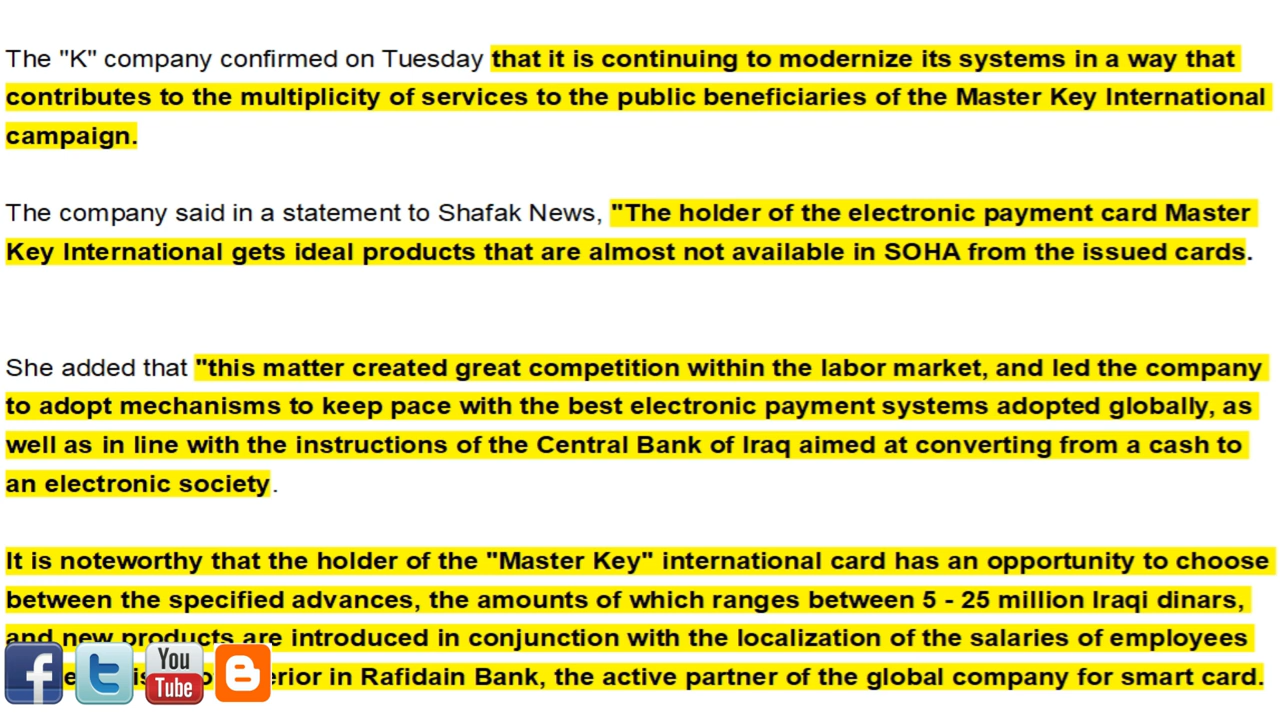 The "K" company confirmed on Tuesday that it is continuing to modernize its systems in a way that
contributes to the multiplicity of services to the public beneficiaries of the Master Key International
campaign.
The company said in a statement to Shafak News, "The holder of the electronic payment card Master
Key International gets ideal products that are almost not available in SOHA from the issued cards.
She added that "this matter created great competition within the labor market, and led the company
to adopt mechanisms to keep pace with the best electronic payment systems adopted globally, as
well as in line with the instructions of the Central Bank of Iraq aimed at converting from a cash to
an electronic society.
It is noteworthy that the holder of the "Master Key" international card has an opportunity to choose
between the specified advances, the amounts of which ranges between 5 - 25 million Iraqi dinars,
and new products are introduced in conjunction with the localization of the salaries of employees
in Rafidain Bank, the active partner of the global company for smart card.
You
Tube